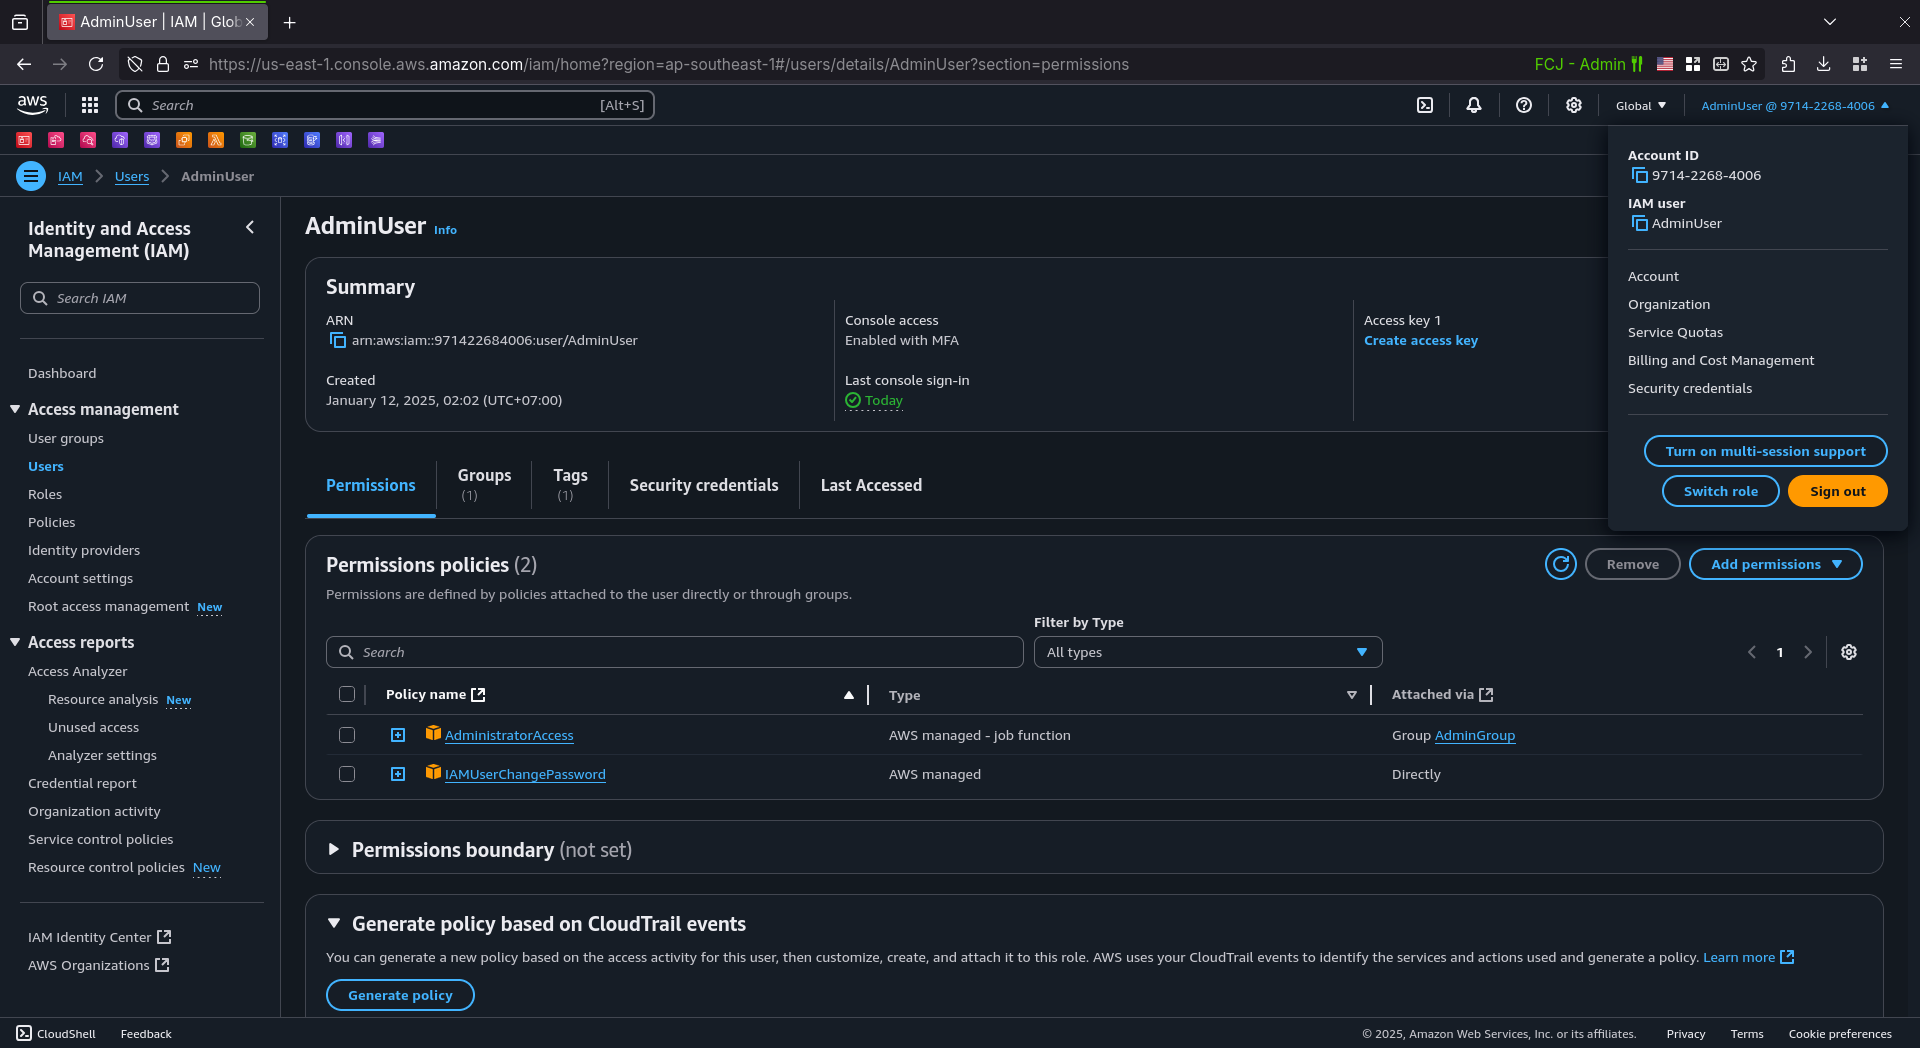 AdminUser | IAM | Glob
https://us-east-1.console.aws.amazon.com/iam/home?region=ap-southeast-1#/users/details/AdminUser?section=permissions
FCJ - Admin
aws
Search
[Alt+S]
Global
AdminUser @ 9714-2268-4006
IAM
Users
AdminUser
Account ID
9714-2268-4006
IAM user
AdminUser
Account
Organization
Service Quotas
Billing and Cost Management
Security credentials
Turn on multi-session support
Switch role
Sign out
Identity and Access
Management (IAM)
Search IAM
Dashboard
Access management
User groups
Users
Roles
Policies
Identity providers
Account settings
Root access management New
Access reports
Access Analyzer
Resource analysis New
Unused access
Analyzer settings
Credential report
Organization activity
Service control policies
Resource control policies New
IAM Identity Center
AWS Organizations
AdminUser Info
Summary
ARN
arn:aws:iam::971422684006:user/AdminUser
Created
January 12, 2025, 02:02 (UTC+07:00)
Console access
Enabled with MFA
Last console sign-in
Today
Access key 1
Create access key
Permissions
Groups
(1)
Tags
(1)
Security credentials
Last Accessed
Permissions policies (2)
Permissions are defined by policies attached to the user directly or through groups.
Remove
Add permissions
Filter by Type
Search
All types
1
Policy name
Type
Attached via
AdministratorAccess
AWS managed - job function
Group AdminGroup
IAMUserChangePassword
AWS managed
Directly
Permissions boundary (not set)
Generate policy based on CloudTrail events
You can generate a new policy based on the access activity for this user, then customize, create, and attach it to this role. AWS uses your CloudTrail events to identify the services and actions used and generate a policy. Learn more
Generate policy
CloudShell
Feedback
© 2025, Amazon Web Services, Inc. or its affiliates.
Privacy
Terms
Cookie preferences